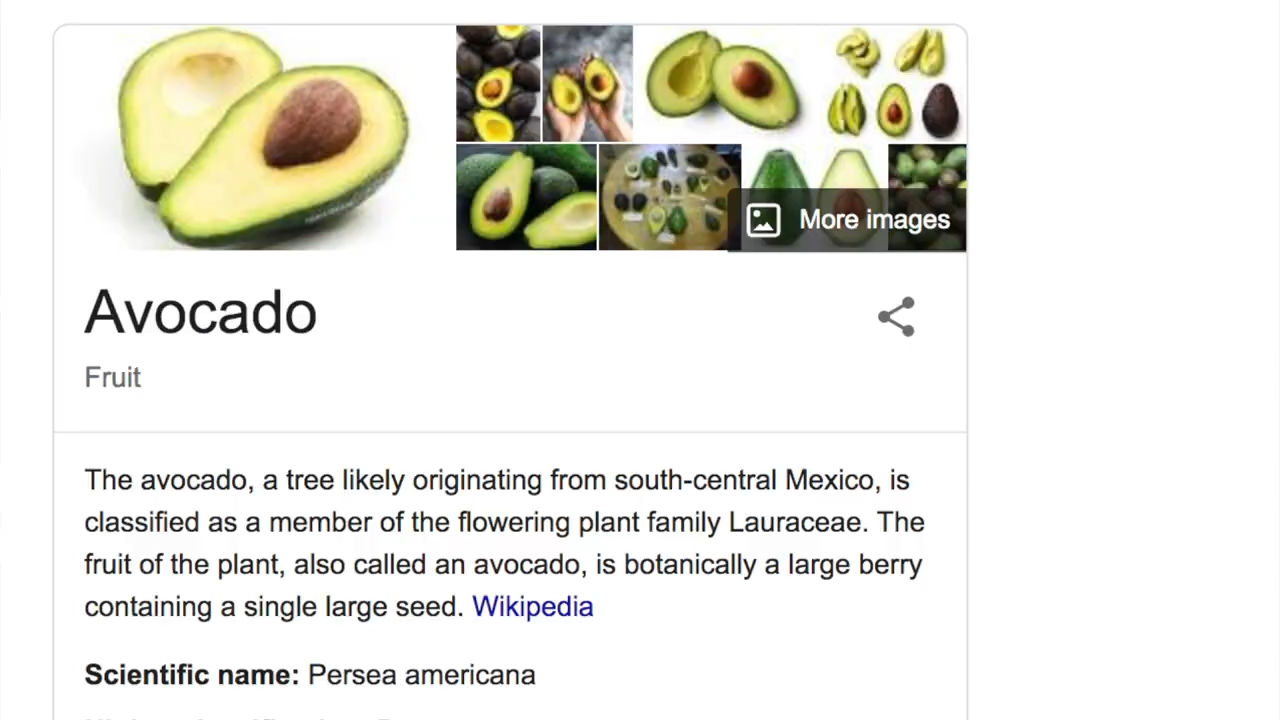 More images
Avocado
Fruit
The avocado, a tree likely originating from south-central Mexico, is
classified as a member of the flowering plant family Lauraceae. The
fruit of the plant, also called an avocado, is botanically a large berry
containing a single large seed. Wikipedia
Scientific name: Persea americana